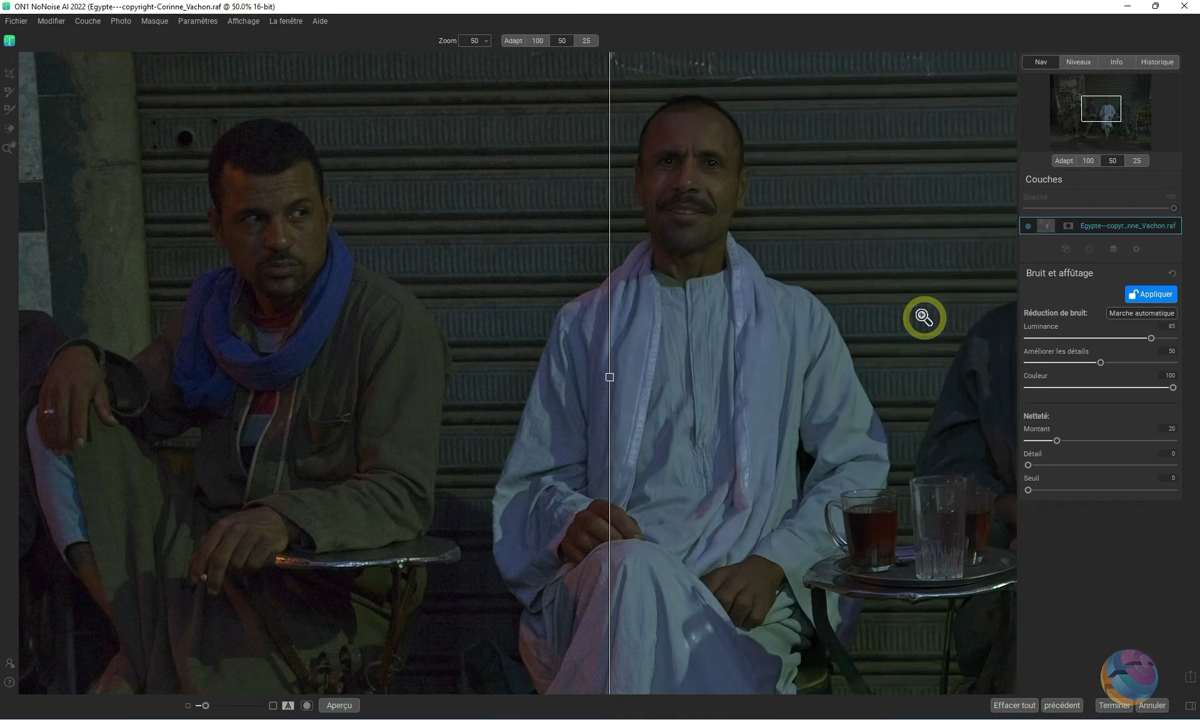 ON1 NoNoise AI 2022 (Egypte---copyright-Corinne_Vachon.raf @ 50.0% 16-bit)
Fichier Modifier Couche Photo Masque Paramètres Affichage La fenêtre Aide
Zoom 50 Adapt 100 50 25
Nav Niveaux Info Historique
Adapt 100 50 25
Couches
Opacité 100
Egypte--copyr...nne_Vachon.raf
Bruit et affûtage
Appliquer
Réduction de bruit: Marche automatique
Luminance 85
Améliorer les détails 50
Couleur 100
Netteté:
Montant 20
Détail 0
Seuil 0
A Aperçu Effacer tout précédent Terminer Annuler